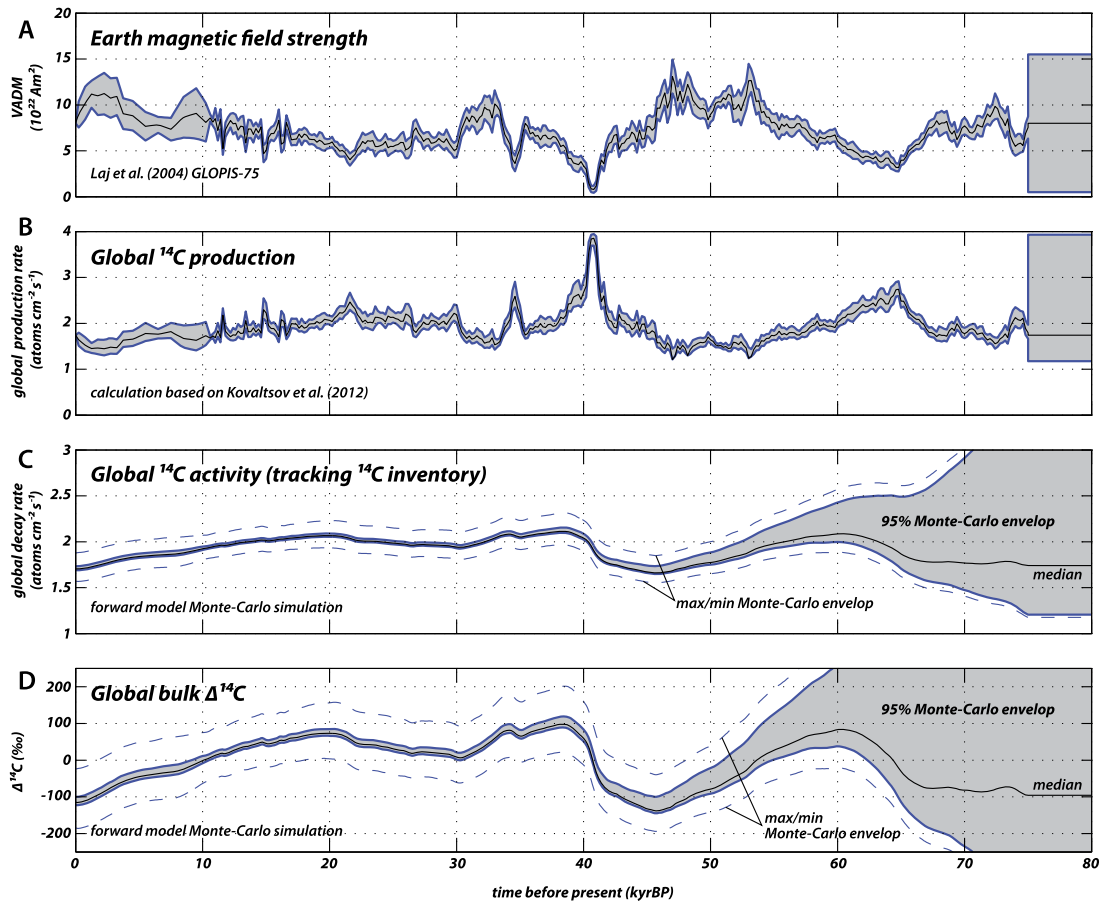 A
Earth magnetic field strength
VADM
(10²² Am²)
20
15
10
5
0
Laj et al. (2004) GLOPIS-75
B
Global ¹⁴C production
global production rate
(atoms cm⁻² s⁻¹)
4
3
2
1
0
calculation based on Kovaltsov et al. (2012)
C
Global ¹⁴C activity (tracking ¹⁴C inventory)
global decay rate
(atoms cm⁻² s⁻¹)
3
2.5
2
1.5
1
95% Monte-Carlo envelop
median
max/min Monte-Carlo envelop
forward model Monte-Carlo simulation
D
Global bulk Δ¹⁴C
Δ¹⁴C (‰)
200
100
0
-100
-200
95% Monte-Carlo envelop
median
max/min
Monte-Carlo envelop
forward model Monte-Carlo simulation
0 10 20 30 40 50 60 70 80
time before present (kyrBP)